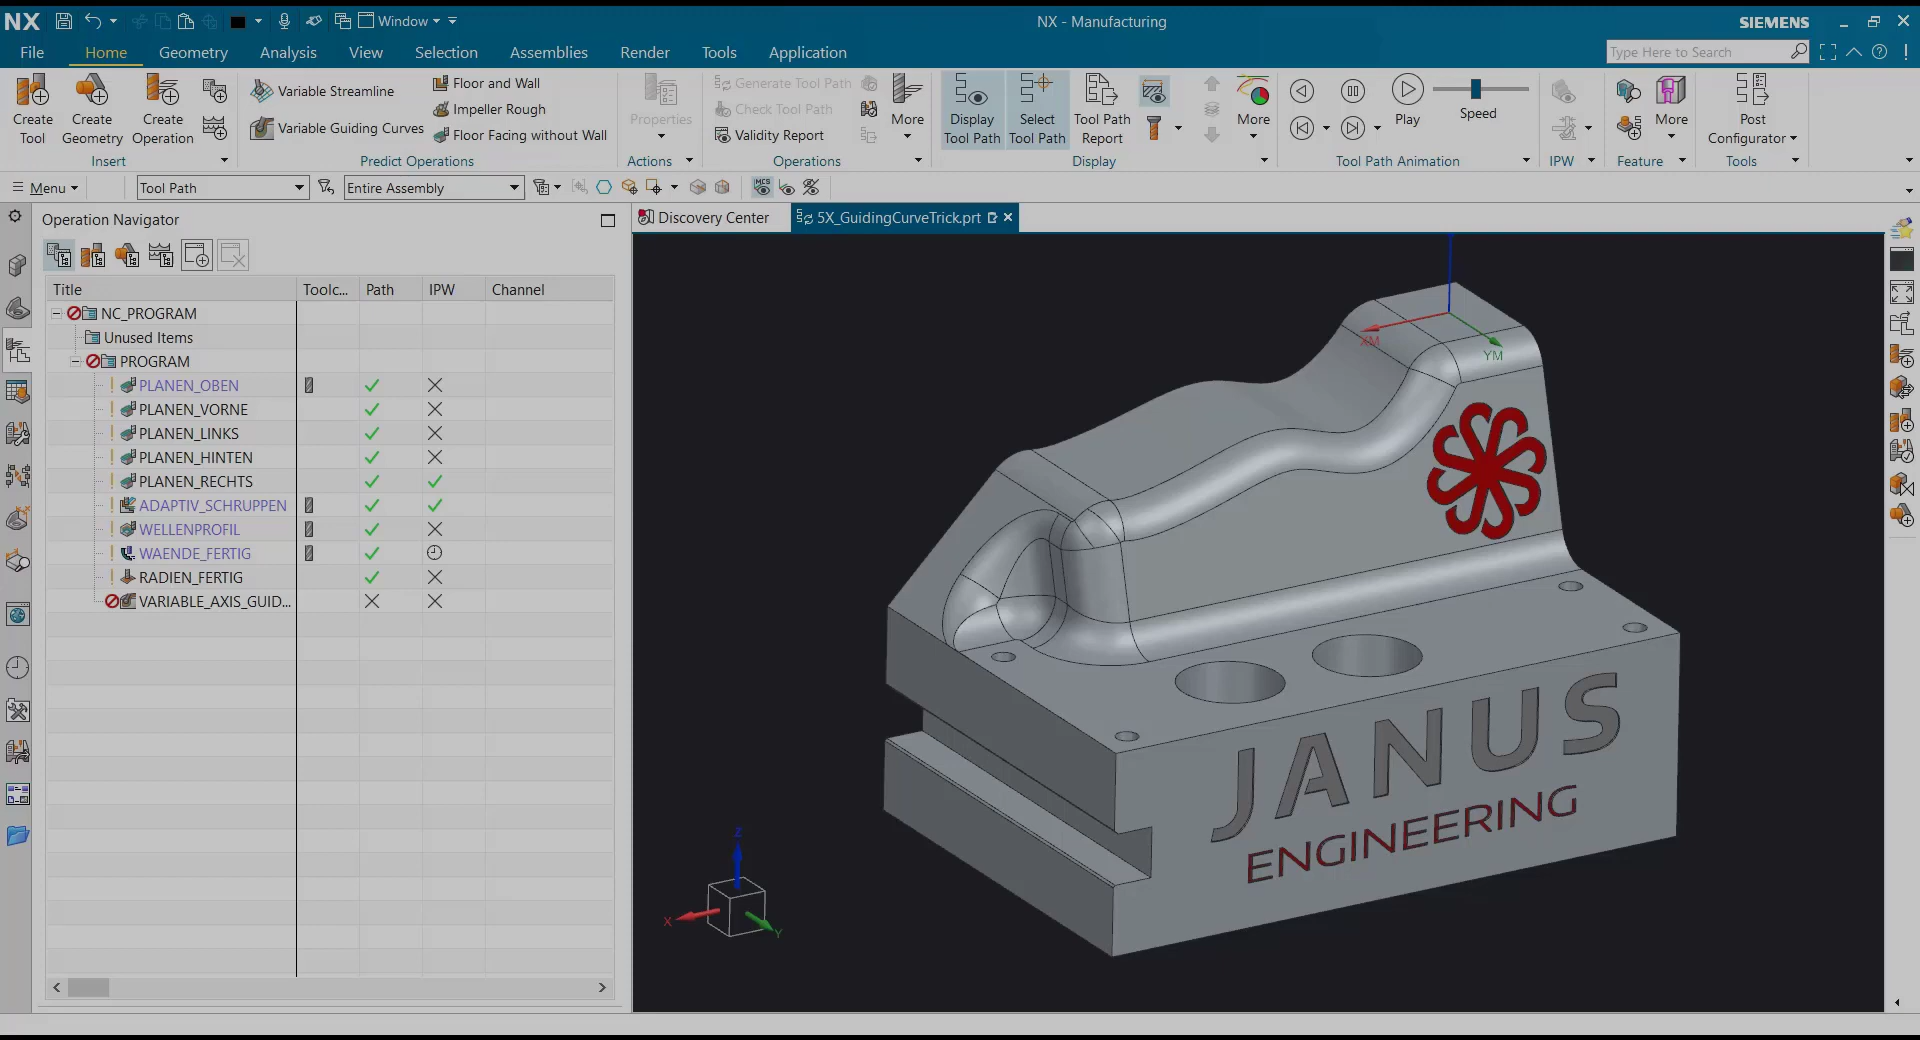 NX
Window
NX - Manufacturing
SIEMENS
File
Home
Geometry
Analysis
View
Selection
Assemblies
Render
Tools
Application
Type Here to Search
Create Tool
Create Geometry
Create Operation
Insert
Variable Streamline
Variable Guiding Curves
Floor and Wall
Impeller Rough
Floor Facing without Wall
Predict Operations
Properties
Actions
Generate Tool Path
Check Tool Path
Validity Report
More
Operations
Display Tool Path
Select Tool Path
Tool Path Report
More
Display
Play
Speed
Tool Path Animation
IPW
More
Feature
Post Configurator
Tools
Menu
Tool Path
Entire Assembly
MCS
Operation Navigator
Discovery Center
5X_GuidingCurveTrick.prt
Title
Toolc...
Path
IPW
Channel
NC_PROGRAM
Unused Items
PROGRAM
PLANEN_OBEN
PLANEN_VORNE
PLANEN_LINKS
PLANEN_HINTEN
PLANEN_RECHTS
ADAPTIV_SCHRUPPEN
WELLENPROFIL
WAENDE_FERTIG
RADIEN_FERTIG
VARIABLE_AXIS_GUID...
XM
YM
JANUS
ENGINEERING
Z
X
Y